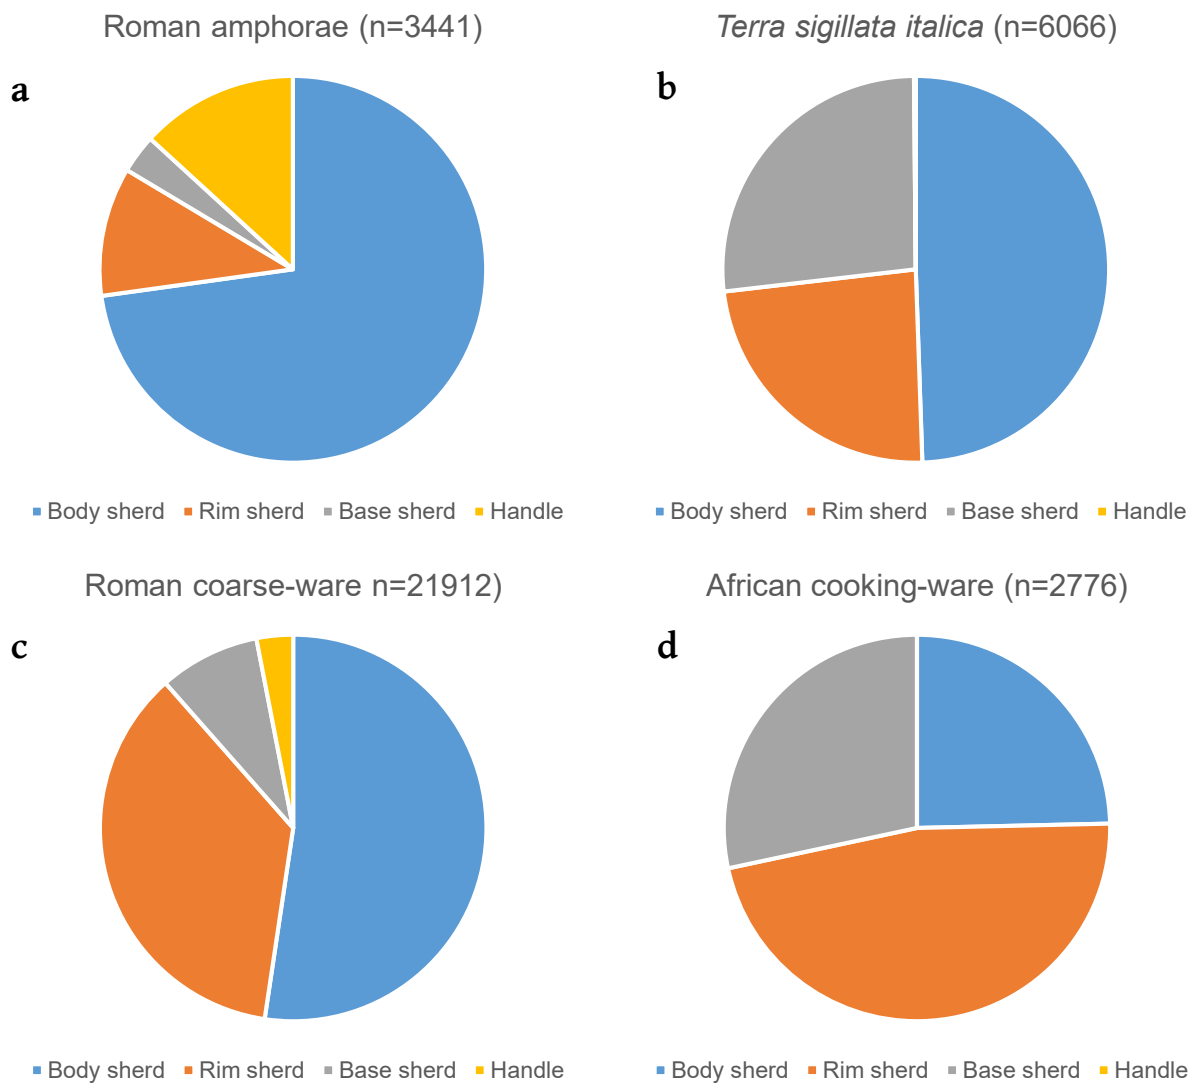 Roman amphorae (n=3441)
a
Body sherd Rim sherd Base sherd Handle
Terra sigillata italica (n=6066)
b
Body sherd Rim sherd Base sherd Handle
Roman coarse-ware n=21912)
c
Body sherd Rim sherd Base sherd Handle
African cooking-ware (n=2776)
d
Body sherd Rim sherd Base sherd Handle